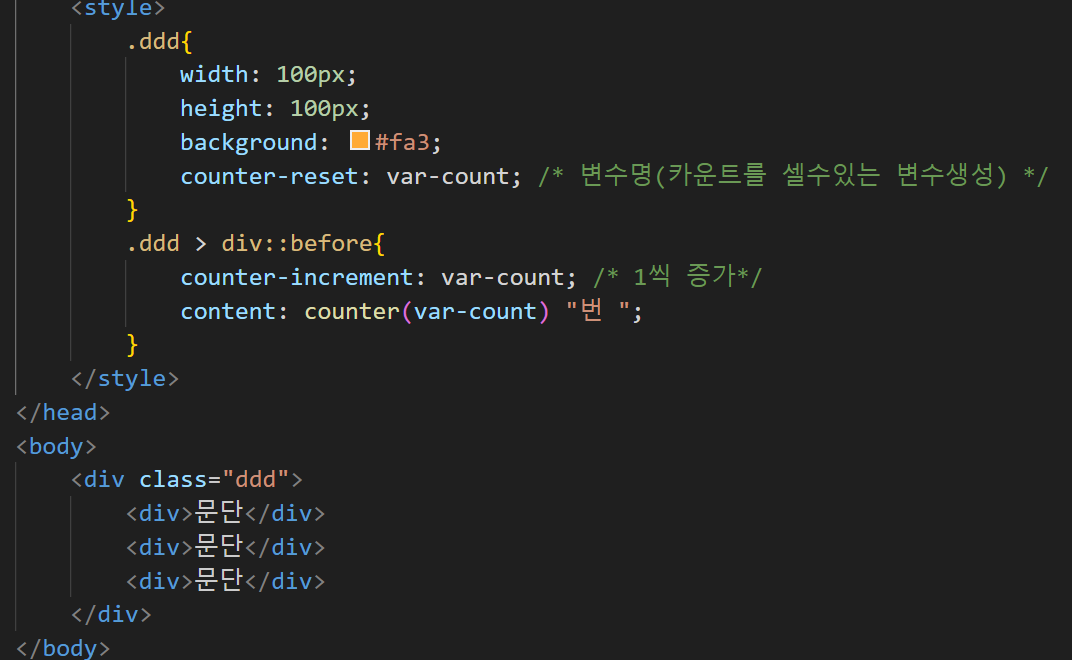 <style>
.ddd{
width: 100px;
height: 100px;
background: #fa3;
counter-reset: var-count; /* 변수명(카운트를 셀수있는 변수생성) */
}
.ddd > div::before{
counter-increment: var-count; /* 1씩 증가*/
content: counter(var-count) "번 ";
}
</style>
</head>
<body>
<div class="ddd">
<div>문단</div>
<div>문단</div>
<div>문단</div>
</div>
</body>